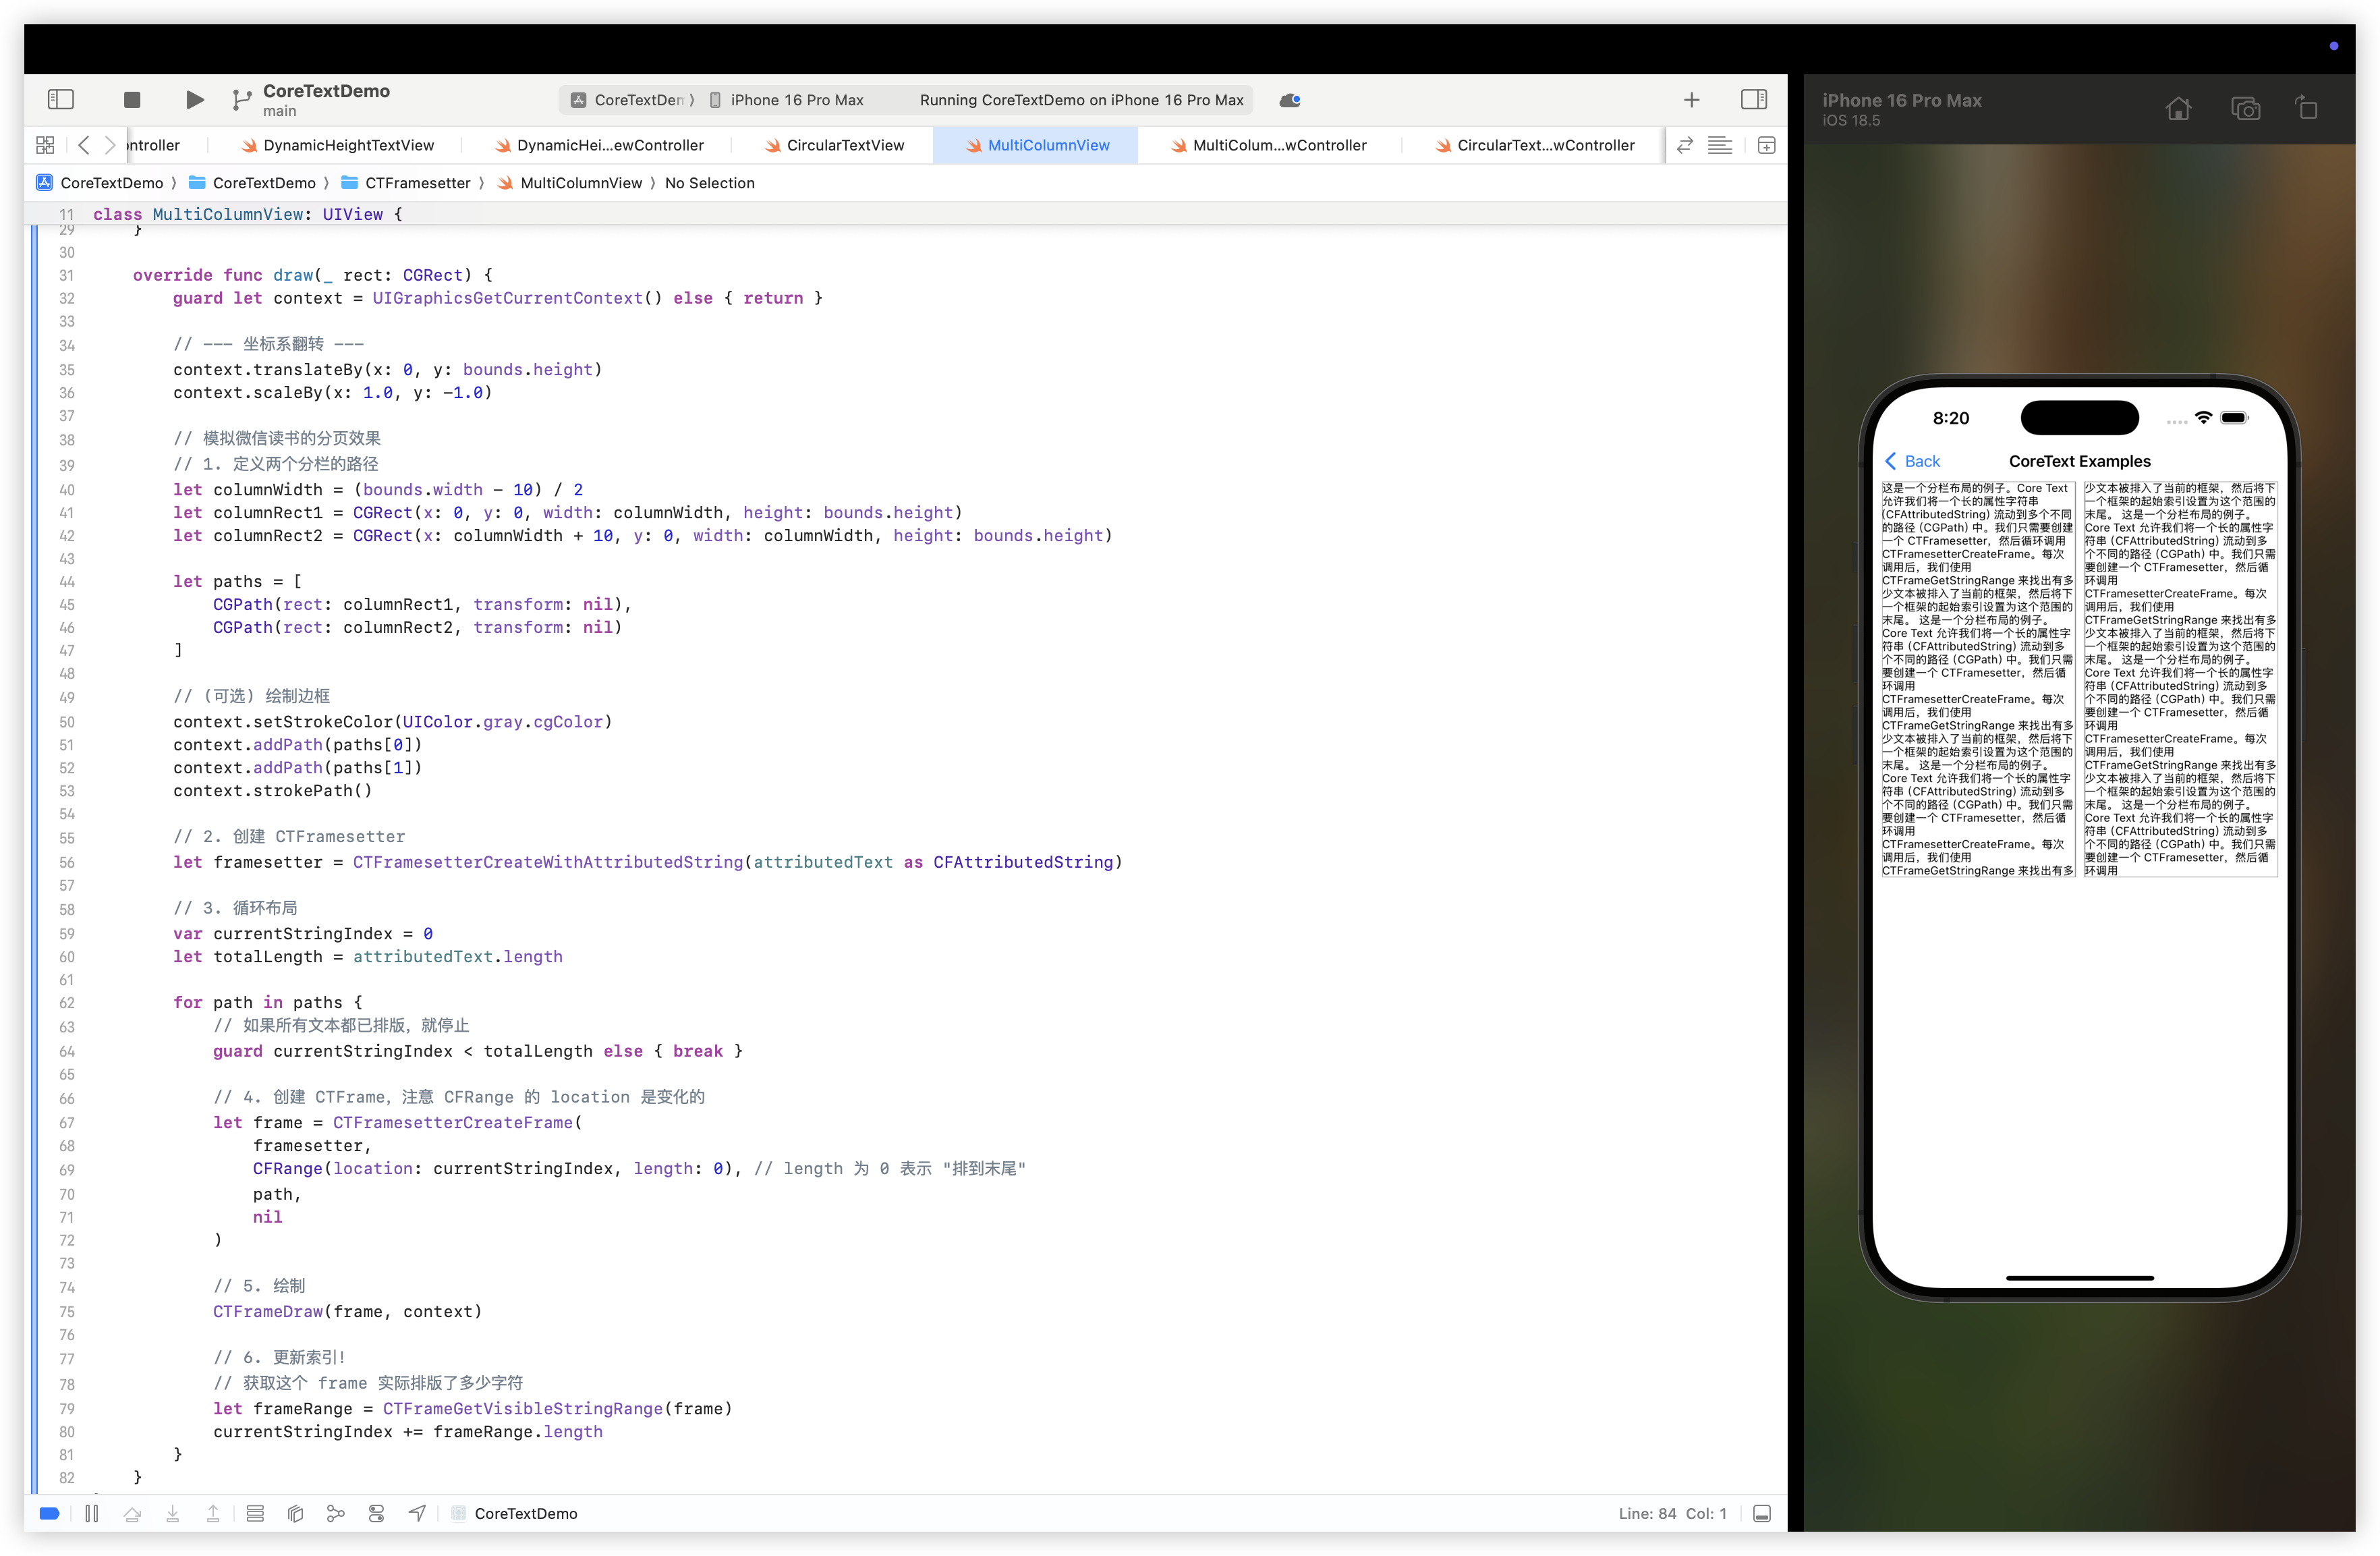 CoreTextDemo
main
CoreTextDen
iPhone 16 Pro Max
Running CoreTextDemo on iPhone 16 Pro Max
ontroller
DynamicHeightTextView
DynamicHei...ewController
CircularTextView
MultiColumnView
MultiColum...wController
CircularText...wController
CoreTextDemo 〉 CoreTextDemo 〉 CTFramesetter 〉 MultiColumnView 〉 No Selection
11 class MultiColumnView: UIView {
29 }
30
31 override func draw(_ rect: CGRect) {
32 guard let context = UIGraphicsGetCurrentContext() else { return }
33
34 // --- 坐标系翻转 ---
35 context.translateBy(x: 0, y: bounds.height)
36 context.scaleBy(x: 1.0, y: -1.0)
37
38 // 模拟微信读书的分页效果
39 // 1. 定义两个分栏的路径
40 let columnWidth = (bounds.width - 10) / 2
41 let columnRect1 = CGRect(x: 0, y: 0, width: columnWidth, height: bounds.height)
42 let columnRect2 = CGRect(x: columnWidth + 10, y: 0, width: columnWidth, height: bounds.height)
43
44 let paths = [
45 CGPath(rect: columnRect1, transform: nil),
46 CGPath(rect: columnRect2, transform: nil)
47 ]
48
49 // (可选) 绘制边框
50 context.setStrokeColor(UIColor.gray.cgColor)
51 context.addPath(paths[0])
52 context.addPath(paths[1])
53 context.strokePath()
54
55 // 2. 创建 CTFramesetter
56 let framesetter = CTFramesetterCreateWithAttributedString(attributedText as CFAttributedString)
57
58 // 3. 循环布局
59 var currentStringIndex = 0
60 let totalLength = attributedText.length
61
62 for path in paths {
63 // 如果所有文本都已排版，就停止
64 guard currentStringIndex < totalLength else { break }
65
66 // 4. 创建 CTFrame，注意 CFRange 的 location 是变化的
67 let frame = CTFramesetterCreateFrame(
68 framesetter,
69 CFRange(location: currentStringIndex, length: 0), // length 为 0 表示 "排到末尾"
70 path,
71 nil
72 )
73
74 // 5. 绘制
75 CTFrameDraw(frame, context)
76
77 // 6. 更新索引！
78 // 获取这个 frame 实际排版了多少字符
79 let frameRange = CTFrameGetVisibleStringRange(frame)
80 currentStringIndex += frameRange.length
81 }
82 }
CoreTextDemo
Line: 84 Col: 1
iPhone 16 Pro Max
iOS 18.5
8:20
Back
CoreText Examples
这是一个分栏布局的例子。Core Text
允许我们将一个长的属性字符串
(CFAttributedString) 流动到多个不同
的路径 (CGPath) 中。我们只需要创建
一个 CTFramesetter，然后循环调用
CTFramesetterCreateFrame。每次
调用后，我们使用
CTFrameGetStringRange 来找出有多
少文本被排入了当前的框架，然后将下
一个框架的起始索引设置为这个范围的
末尾。 这是一个分栏布局的例子。
Core Text 允许我们将一个长的属性字
符串 (CFAttributedString) 流动到多
个不同的路径 (CGPath) 中。我们只需
要创建一个 CTFramesetter，然后循
环调用
CTFramesetterCreateFrame。每次
调用后，我们使用
CTFrameGetStringRange 来找出有多
少文本被排入了当前的框架，然后将下
一个框架的起始索引设置为这个范围的
末尾。 这是一个分栏布局的例子。
Core Text 允许我们将一个长的属性字
符串 (CFAttributedString) 流动到多
个不同的路径 (CGPath) 中。我们只需
要创建一个 CTFramesetter，然后循
环调用
CTFramesetterCreateFrame。每次
调用后，我们使用
CTFrameGetStringRange 来找出有多
少文本被排入了当前的框架，然后将下
一个框架的起始索引设置为这个范围的
末尾。 这是一个分栏布局的例子。
Core Text 允许我们将一个长的属性字
符串 (CFAttributedString) 流动到多
个不同的路径 (CGPath) 中。我们只需
要创建一个 CTFramesetter，然后循
环调用
CTFramesetterCreateFrame。每次
调用后，我们使用
CTFrameGetStringRange 来找出有多
少文本被排入了当前的框架，然后将下
一个框架的起始索引设置为这个范围的
末尾。 这是一个分栏布局的例子。
Core Text 允许我们将一个长的属性字
符串 (CFAttributedString) 流动到多
个不同的路径 (CGPath) 中。我们只需
要创建一个 CTFramesetter，然后循
环调用
CTFramesetterCreateFrame。每次
调用后，我们使用
CTFrameGetStringRange 来找出有多
少文本被排入了当前的框架，然后将下
一个框架的起始索引设置为这个范围的
末尾。 这是一个分栏布局的例子。
Core Text 允许我们将一个长的属性字
符串 (CFAttributedString) 流动到多
个不同的路径 (CGPath) 中。我们只需
要创建一个 CTFramesetter，然后循
环调用